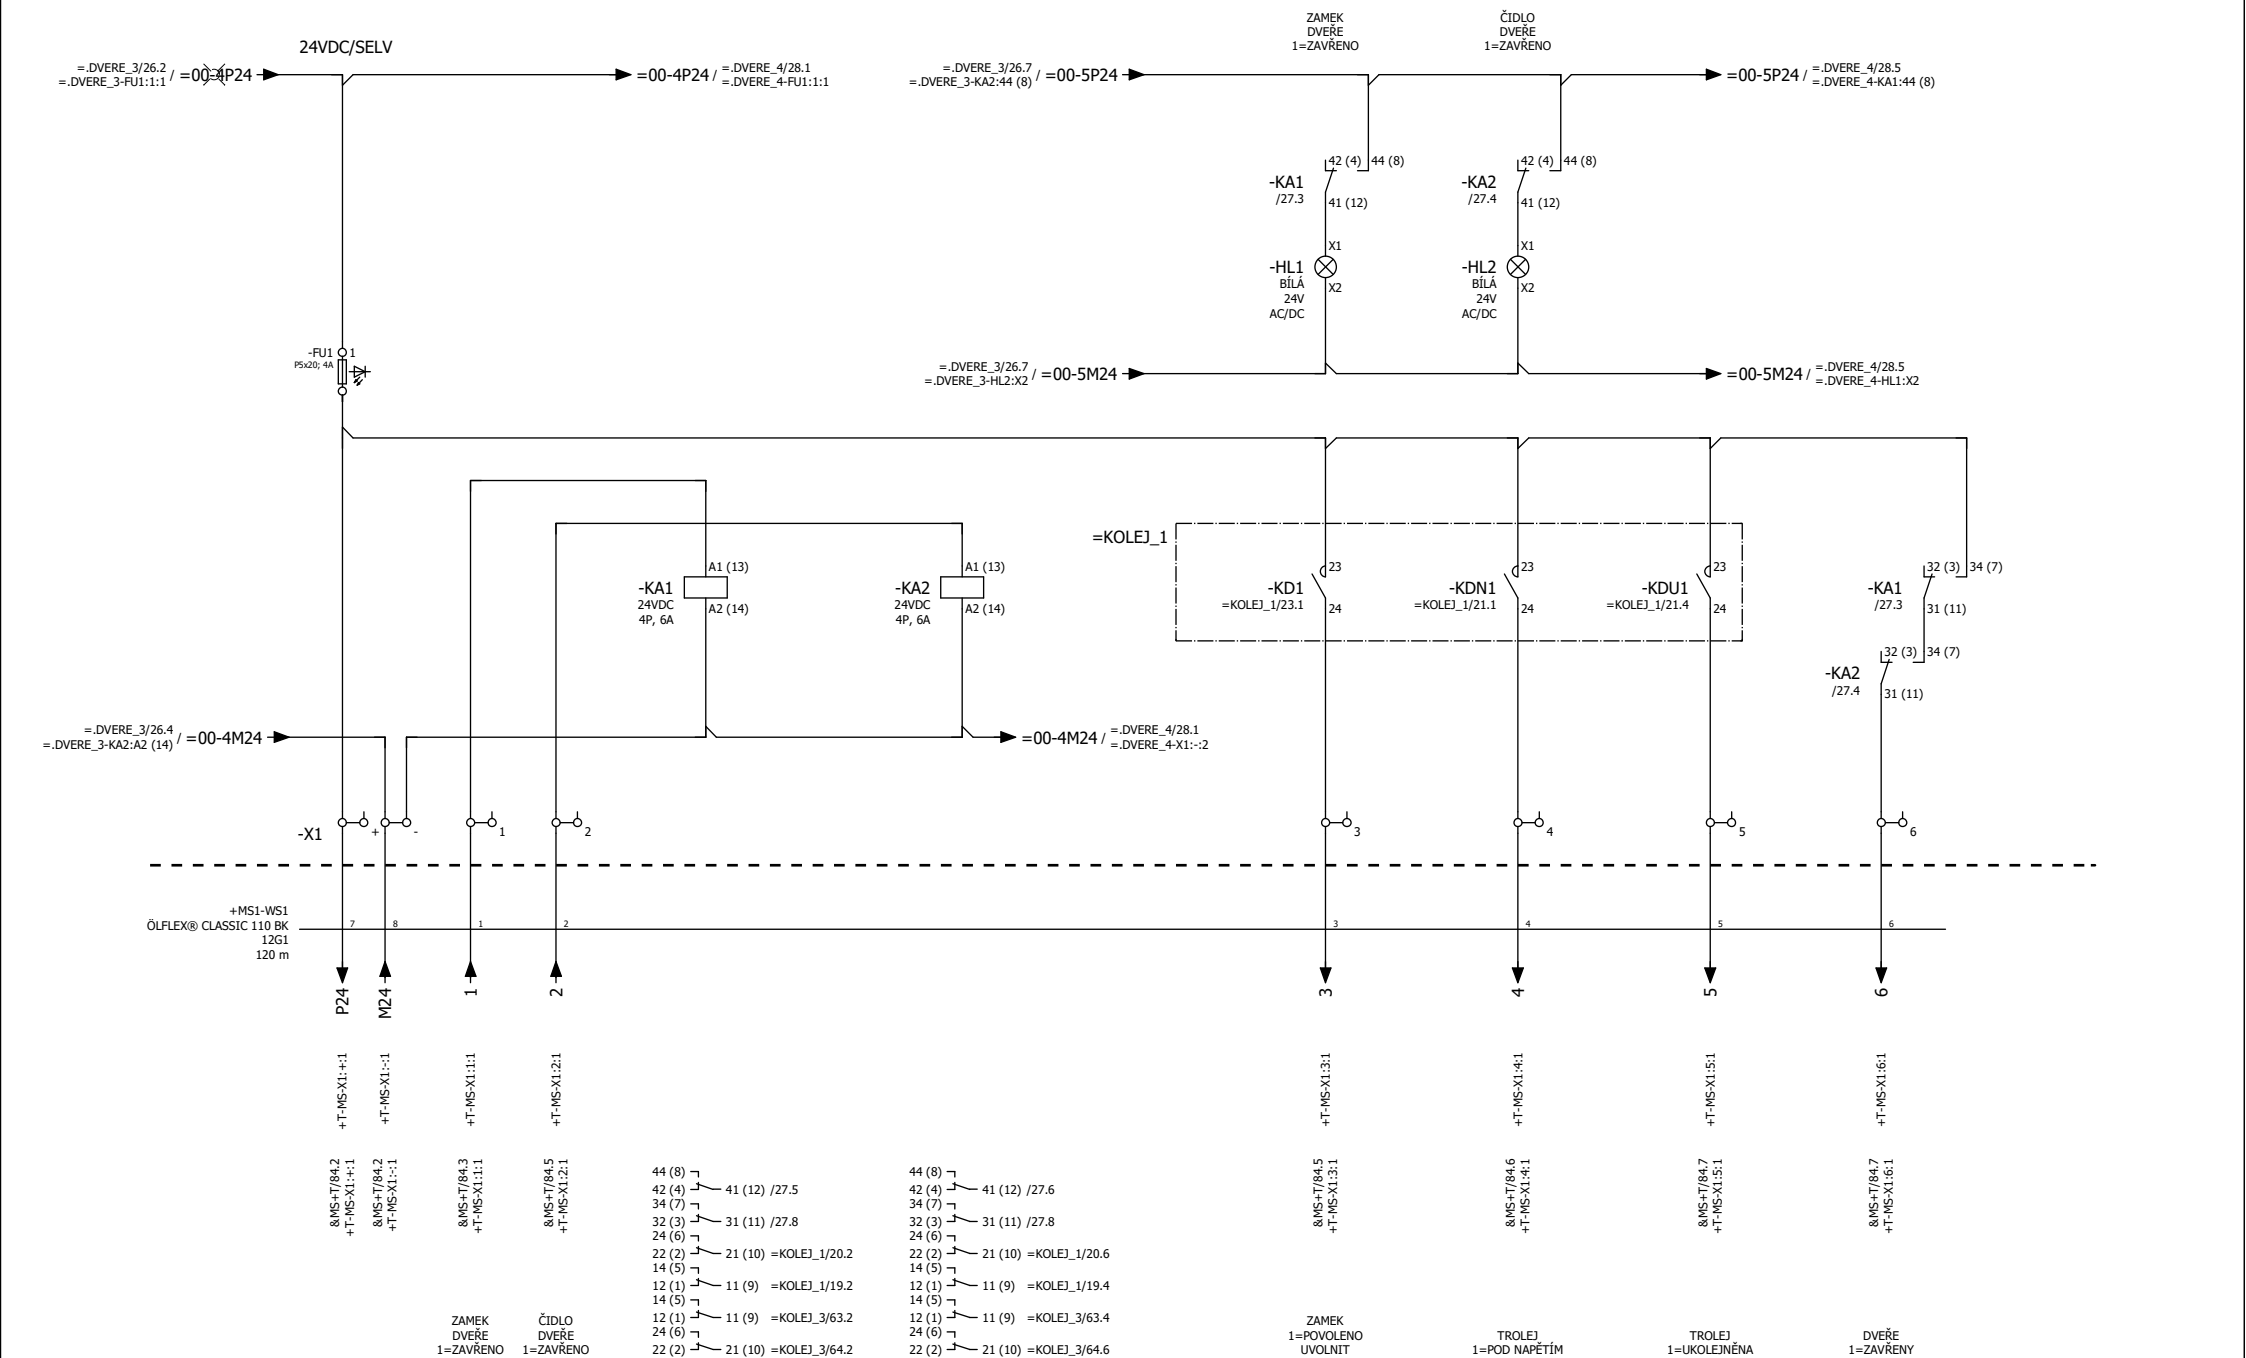 ZAMEK
DVEŘE
1=ZAVŘENO
ČIDLO
DVEŘE
1=ZAVŘENO
24VDC/SELV
=.DVERE_3/26.2
=.DVERE_3-FU1:1:1
/ =00-4P24
=00-4P24 /
=.DVERE_4/28.1
=.DVERE_4-FU1:1:1
=.DVERE_3/26.7
=.DVERE_3-KA2:44 (8)
/ =00-5P24
=00-5P24 /
=.DVERE_4/28.5
=.DVERE_4-KA1:44 (8)
42 (4)
44 (8)
-KA1
/27.3
41 (12)
42 (4)
44 (8)
-KA2
/27.4
41 (12)
X1
-HL1
BÍLÁ
24V
AC/DC
X2
X1
-HL2
BÍLÁ
24V
AC/DC
X2
-FU1
1
P5x20; 4A
=.DVERE_3/26.7
=.DVERE_3-HL2:X2
/ =00-5M24
=00-5M24 /
=.DVERE_4/28.5
=.DVERE_4-HL1:X2
=KOLEJ_1
A1 (13)
-KA1
24VDC
4P, 6A
A2 (14)
A1 (13)
-KA2
24VDC
4P, 6A
A2 (14)
23
-KD1
=KOLEJ_1/23.1
24
23
-KDN1
=KOLEJ_1/21.1
24
23
-KDU1
=KOLEJ_1/21.4
24
32 (3)
34 (7)
-KA1
/27.3
31 (11)
32 (3)
34 (7)
-KA2
/27.4
31 (11)
=.DVERE_3/26.4
=.DVERE_3-KA2:A2 (14)
/ =00-4M24
=00-4M24 /
=.DVERE_4/28.1
=.DVERE_4-X1:-:2
-X1
+
-
1
2
3
4
5
6
+MS1-WS1
ÖLFLEX® CLASSIC 110 BK
12G1
120 m
7
8
1
2
3
4
5
6
P24
M24
1
2
3
4
5
6
+T-MS-X1:+:1
+T-MS-X1:-:1
+T-MS-X1:1:1
+T-MS-X1:2:1
+T-MS-X1:3:1
+T-MS-X1:4:1
+T-MS-X1:5:1
+T-MS-X1:6:1
&MS+T/84.2
+T-MS-X1:+:1
&MS+T/84.2
+T-MS-X1:-:1
&MS+T/84.3
+T-MS-X1:1:1
&MS+T/84.5
+T-MS-X1:2:1
44 (8)
42 (4) 41 (12) /27.5
34 (7)
32 (3) 31 (11) /27.8
24 (6)
22 (2) 21 (10) =KOLEJ_1/20.2
14 (5)
12 (1) 11 (9) =KOLEJ_1/19.2
14 (5)
12 (1) 11 (9) =KOLEJ_3/63.2
24 (6)
22 (2) 21 (10) =KOLEJ_3/64.2
44 (8)
42 (4) 41 (12) /27.6
34 (7)
32 (3) 31 (11) /27.8
24 (6)
22 (2) 21 (10) =KOLEJ_1/20.6
14 (5)
12 (1) 11 (9) =KOLEJ_1/19.4
14 (5)
12 (1) 11 (9) =KOLEJ_3/63.4
24 (6)
22 (2) 21 (10) =KOLEJ_3/64.6
&MS+T/84.5
+T-MS-X1:3:1
&MS+T/84.6
+T-MS-X1:4:1
&MS+T/84.7
+T-MS-X1:5:1
&MS+T/84.7
+T-MS-X1:6:1
ZAMEK
DVEŘE
1=ZAVŘENO
ČIDLO
DVEŘE
1=ZAVŘENO
ZAMEK
1=POVOLENO
UVOLNIT
TROLEJ
1=POD NAPĚTÍM
TROLEJ
1=UKOLEJNĚNA
DVEŘE
1=ZAVŘENY